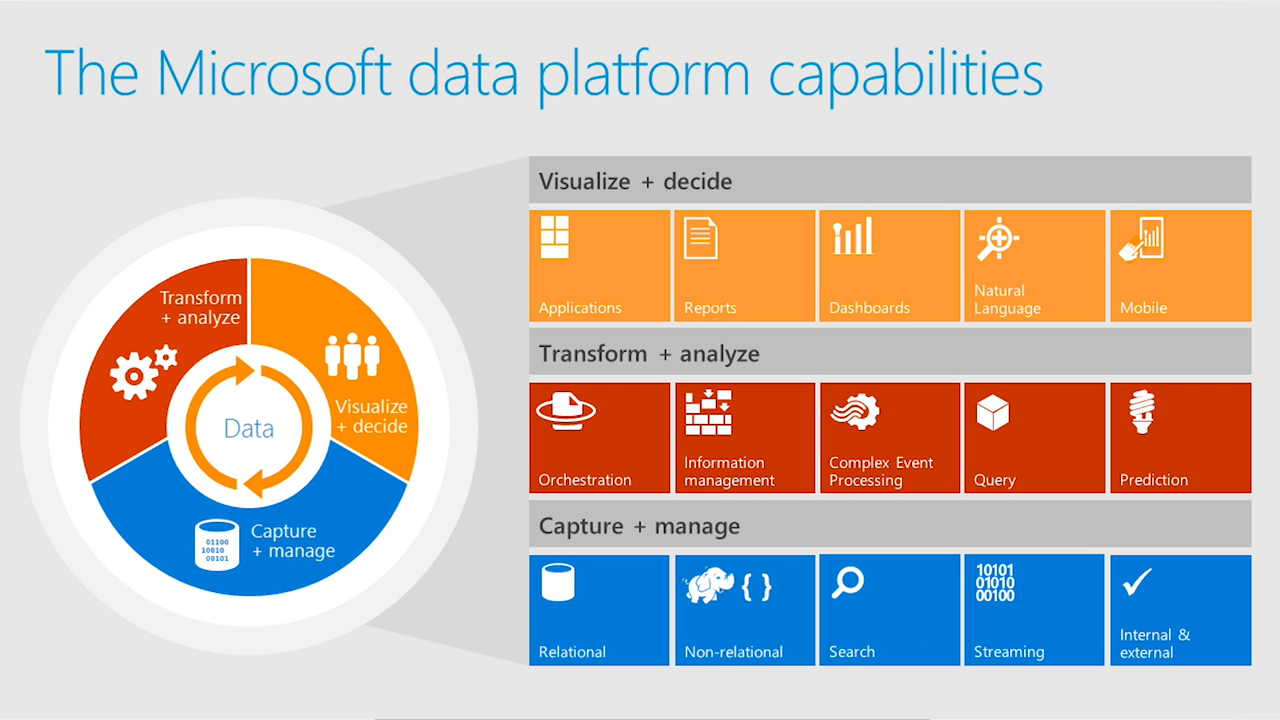 The Microsoft data platform capabilities
Transform
+ analyze
Visualize
+ decide
Data
Capture
+ manage
01100
10010
00101
Visualize + decide
Applications
Reports
Dashboards
Natural
Language
Mobile
Transform + analyze
Orchestration
Information
management
Complex Event
Processing
Query
Prediction
Capture + manage
Relational
{ }
Non-relational
Search
10101
01010
00100
Streaming
Internal &
external